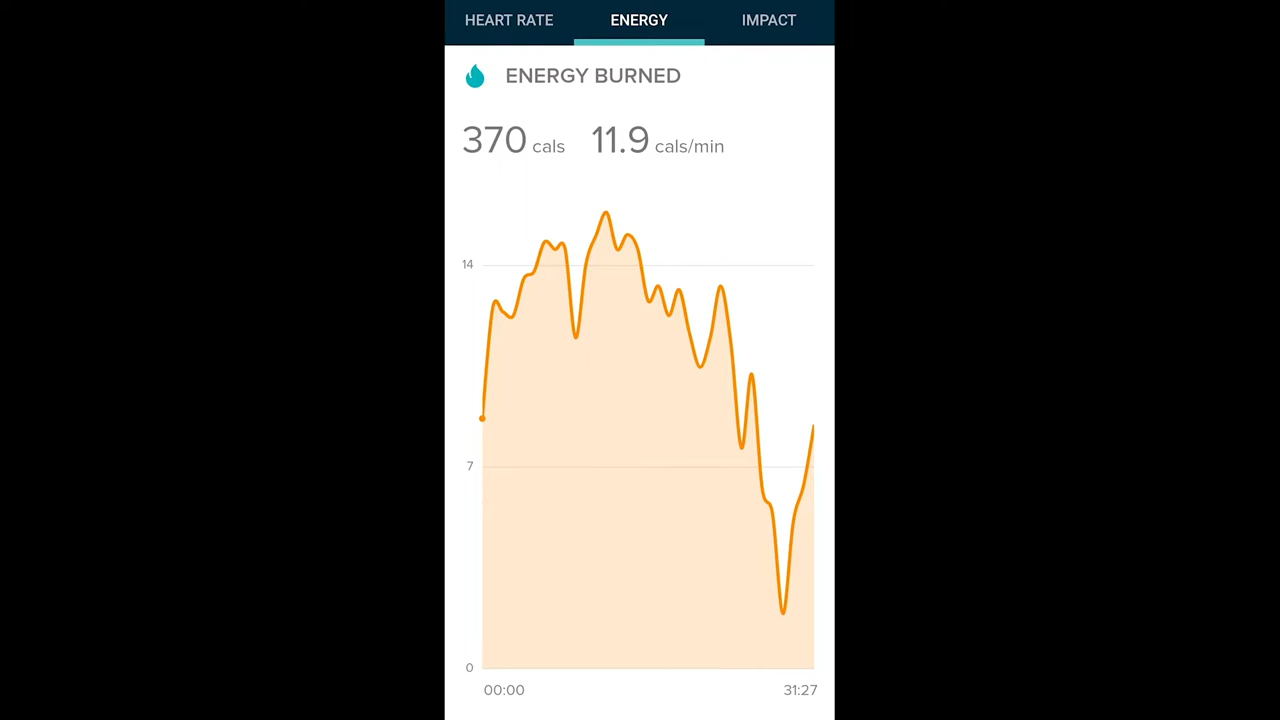 HEART RATE ENERGY IMPACT
ENERGY BURNED
370 cals 11.9 cals/min
14
7
0
00:00 31:27